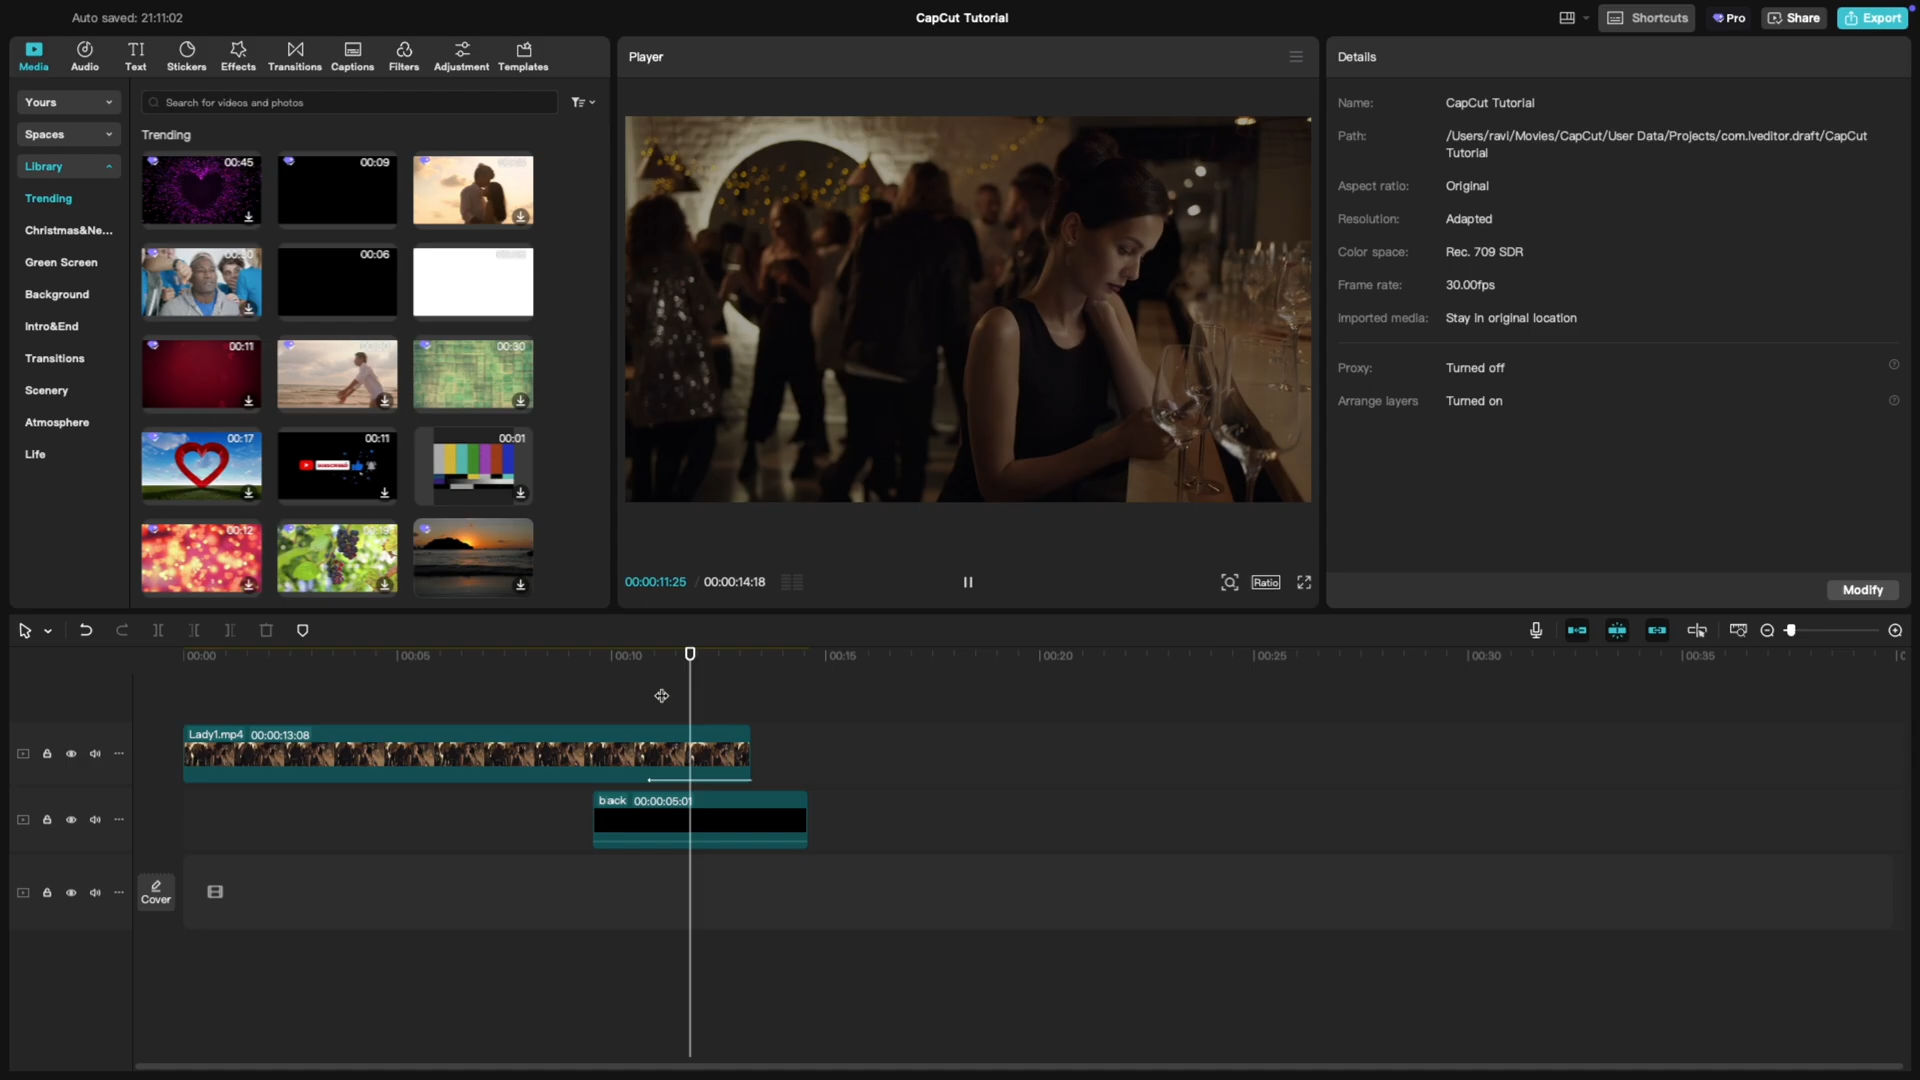 Auto saved: 21:11:02
CapCut Tutorial
Shortcuts
Pro
Share
Export
Media
Audio
Text
Stickers
Effects
Transitions
Captions
Filters
Adjustment
Templates
Yours
Spaces
Library
Trending
Christmas&Ne...
Green Screen
Background
Intro&End
Transitions
Scenery
Atmosphere
Life
Search for videos and photos
Trending
00:45
00:09
00:06
00:11
00:30
00:17
00:11
00:01
00:12
Player
00:00:11:25 / 00:00:14:18
Ratio
Details
Name: CapCut Tutorial
Path: /Users/ravi/Movies/CapCut/User Data/Projects/com.lveditor.draft/CapCut
Tutorial
Aspect ratio: Original
Resolution: Adapted
Color space: Rec. 709 SDR
Frame rate: 30.00fps
Imported media: Stay in original location
Proxy: Turned off
Arrange layers Turned on
Modify
00:00
00:05
00:10
00:15
00:20
00:25
00:30
00:35
Lady1.mp4 00:00:13:08
black 00:00:05:01
Cover